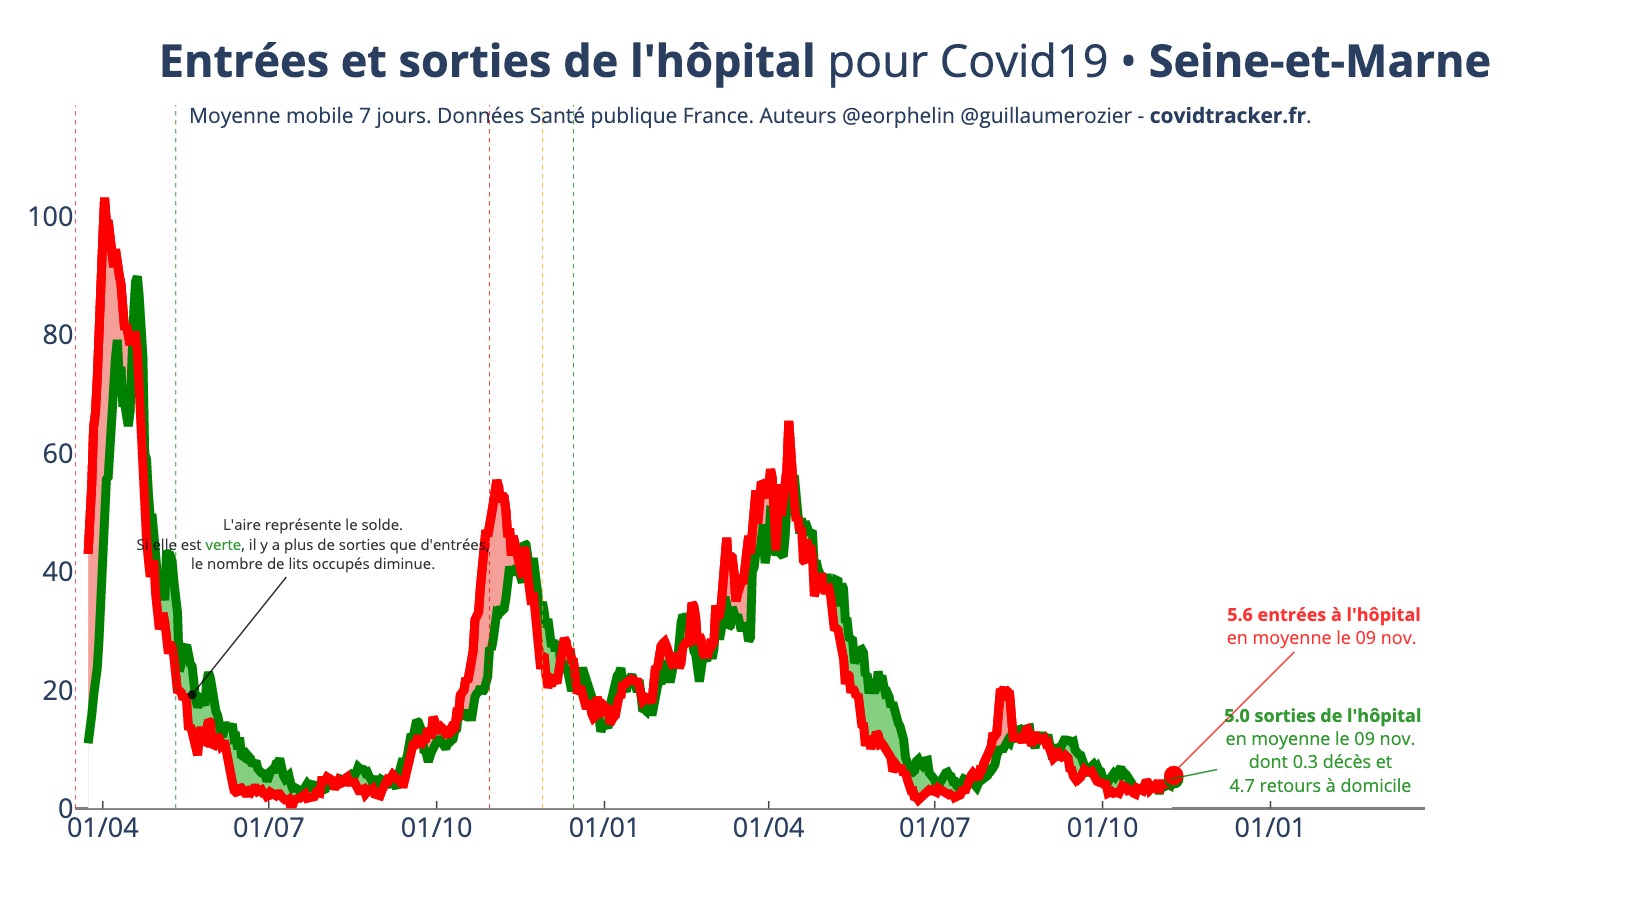 Entrées et sorties de l'hôpital pour Covid19 • Seine-et-Marne
Moyenne mobile 7 jours. Données Santé publique France. Auteurs @eorphelin @guillaumerozier - covidtracker.fr.
100
80
60
40
20
0
L'aire représente le solde.
Si elle est verte, il y a plus de sorties que d'entrées,
le nombre de lits occupés diminue.
5.6 entrées à l'hôpital
en moyenne le 09 nov.
5.0 sorties de l'hôpital
en moyenne le 09 nov.
dont 0.3 décès et
4.7 retours à domicile
01/04
01/07
01/10
01/01
01/04
01/07
01/10
01/01